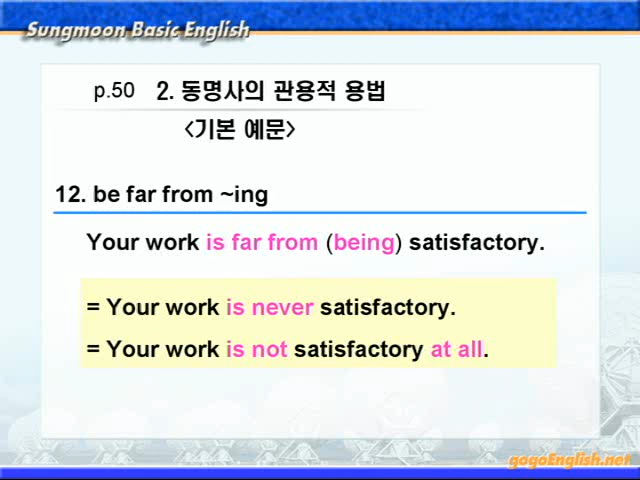 Sungmoon Basic English
p.50 2. 동명사의 관용적 용법
<기본 예문>
12. be far from ~ing
Your work is far from (being) satisfactory.
= Your work is never satisfactory.
= Your work is not satisfactory at all.
gogoEnglish.net